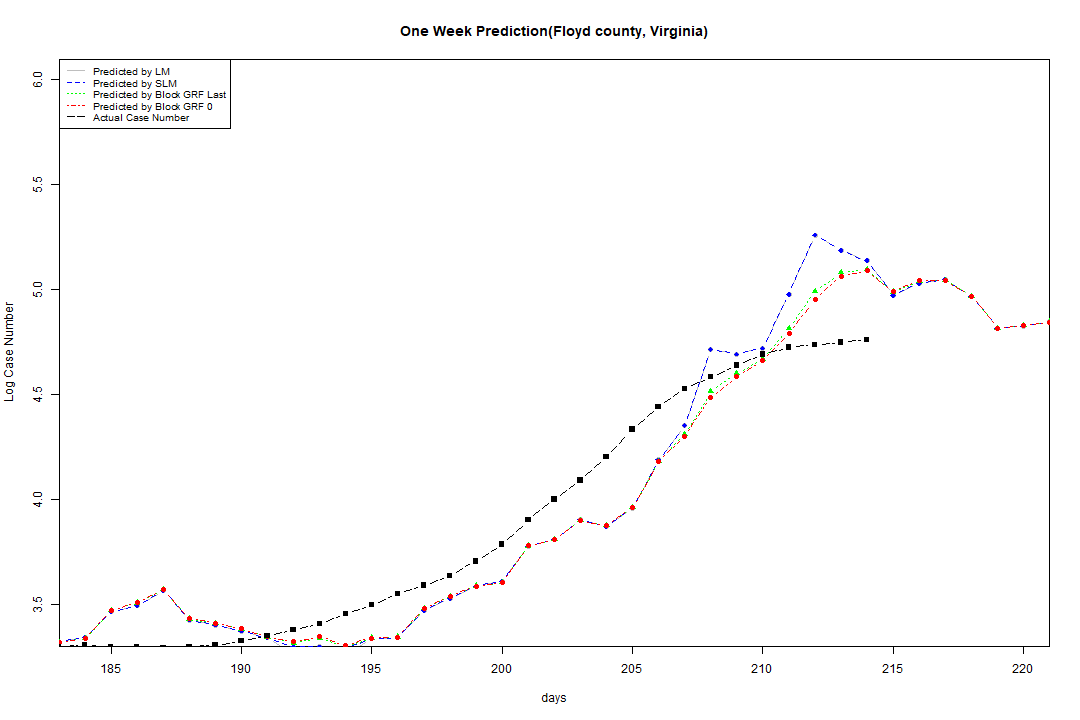 One Week Prediction(Floyd county, Virginia)
Predicted by LM
Predicted by SLM
Predicted by Block GRF Last
Predicted by Block GRF 0
Actual Case Number
6.0
5.5
5.0
4.5
4.0
3.5
Log Case Number
185 190 195 200 205 210 215 220
days